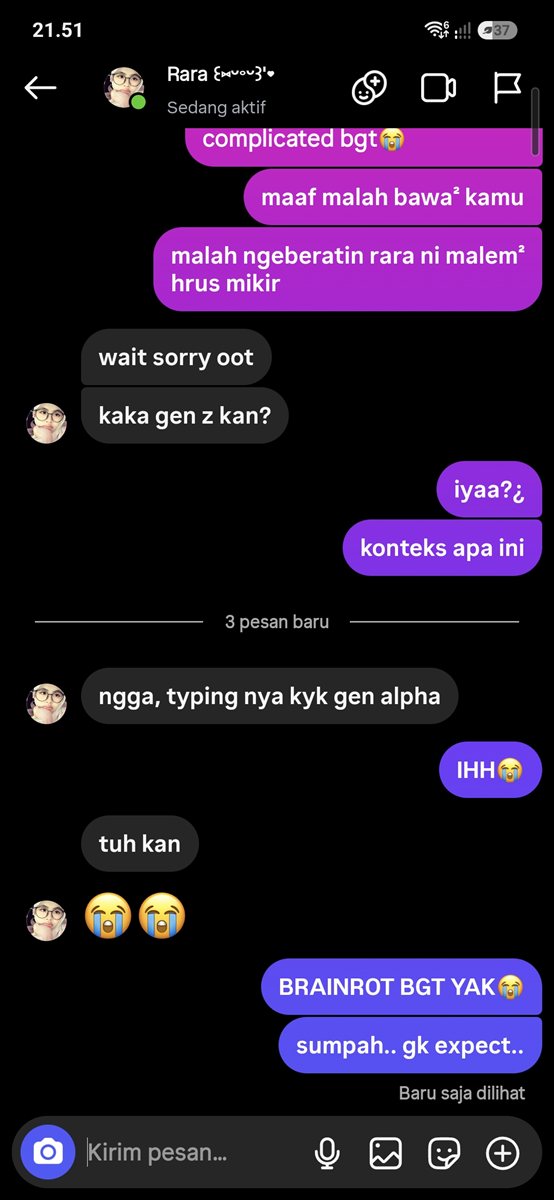 21.51
6
37
Rara ꒰⑅ᵕ༚ᵕ꒱˖♥
Sedang aktif
complicated bgt😭
maaf malah bawa² kamu
malah ngeberatin rara ni malem²
hrus mikir
wait sorry oot
kaka gen z kan?
iyaa?¿
konteks apa ini
3 pesan baru
ngga, typing nya kyk gen alpha
IHH😭
tuh kan
😭😭
BRAINROT BGT YAK😭
sumpah.. gk expect..
Baru saja dilihat
Kirim pesan...